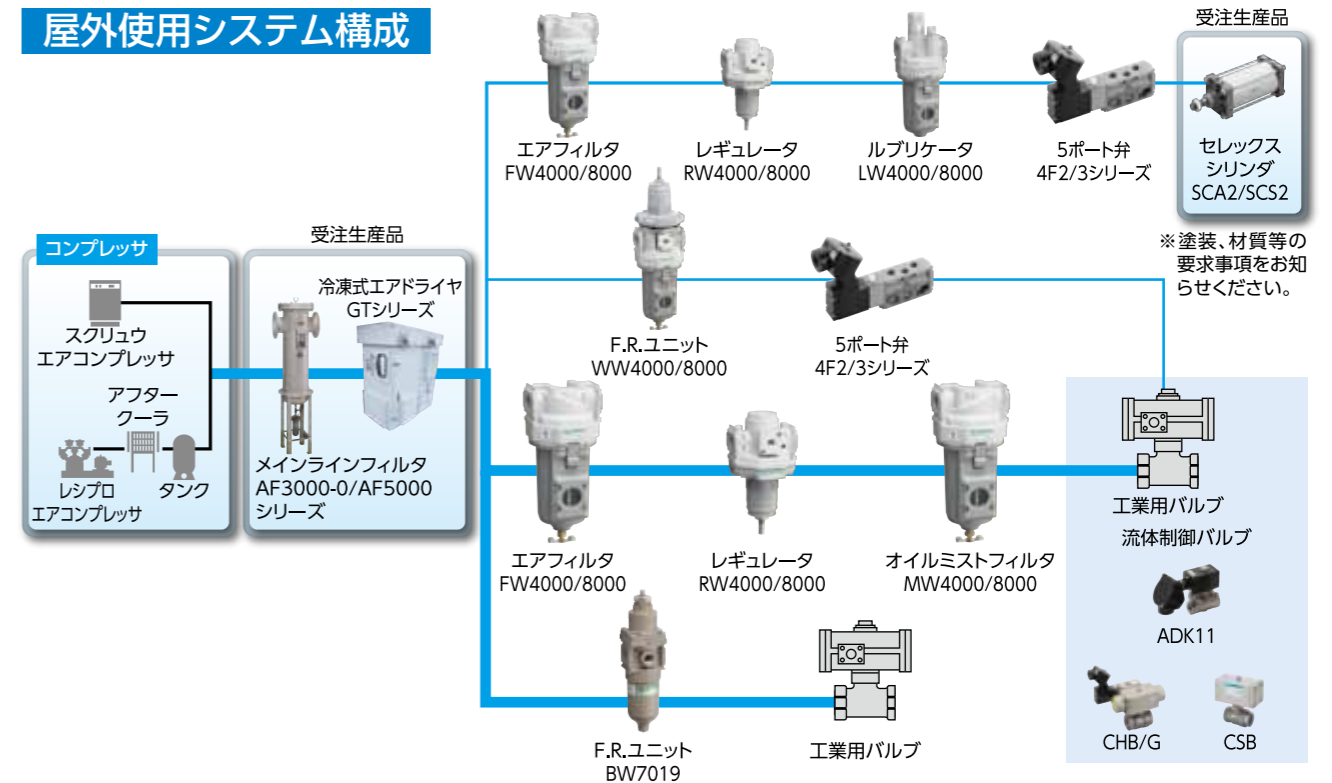 屋外使用システム構成
受注生産品
エアフィルタ
FW4000/8000
レギュレータ
RW4000/8000
ルブリケータ
LW4000/8000
5ポート弁
4F2/3シリーズ
セレックス
シリンダ
SCA2/SCS2
※塗装、材質等の
要求事項をお知
らせください。
コンプレッサ
スクリュウ
エアコンプレッサ
アフター
クーラ
レシプロ
エアコンプレッサ
タンク
受注生産品
冷凍式エアドライヤ
GTシリーズ
メインラインフィルタ
AF3000-0/AF5000
シリーズ
F.R.ユニット
WW4000/8000
5ポート弁
4F2/3シリーズ
エアフィルタ
FW4000/8000
レギュレータ
RW4000/8000
オイルミストフィルタ
MW4000/8000
工業用バルブ
流体制御バルブ
ADK11
CHB/G
CSB
F.R.ユニット
BW7019
工業用バルブ